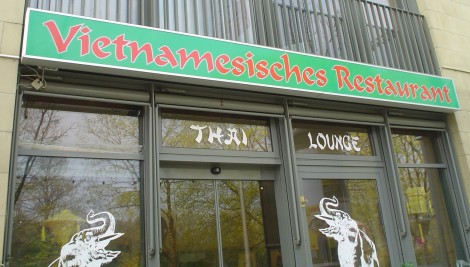 Vietnamesisches Restaurant
THAI LOUNGE